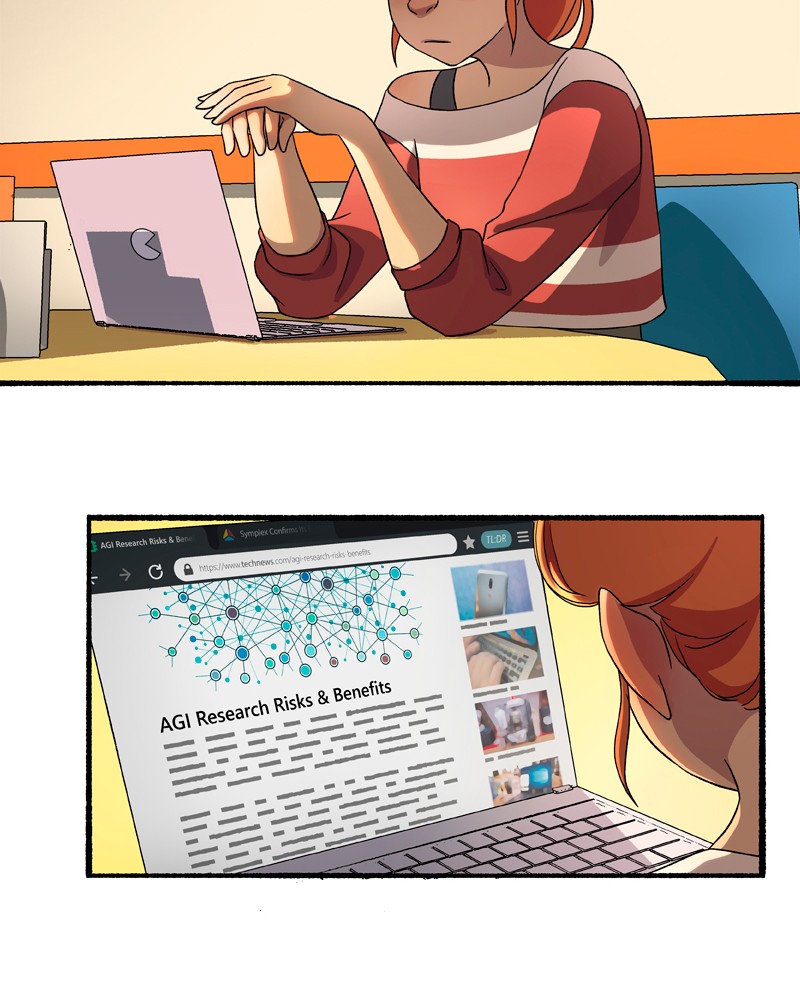 AGI Research Risks & Bene
Symplex Confirms
https://www.technews.com/agi-research-risks-benefits
TL:DR
AGI Research Risks & Benefits